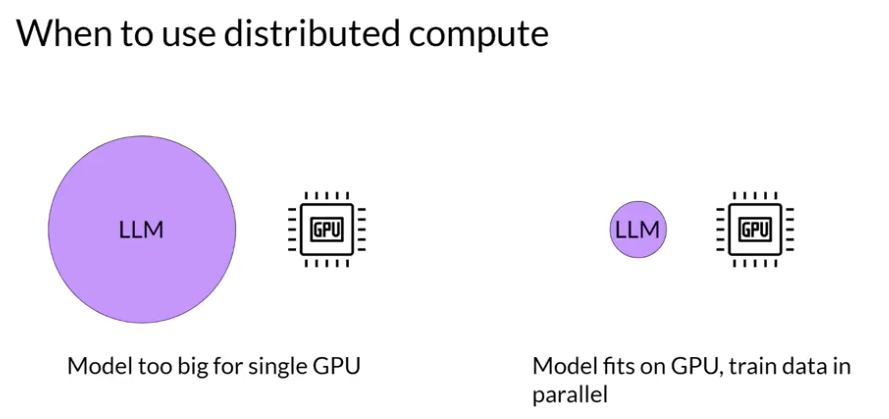 When to use distributed compute
LLM
GPU
LLM
GPU
Model too big for single GPU
Model fits on GPU, train data in
parallel